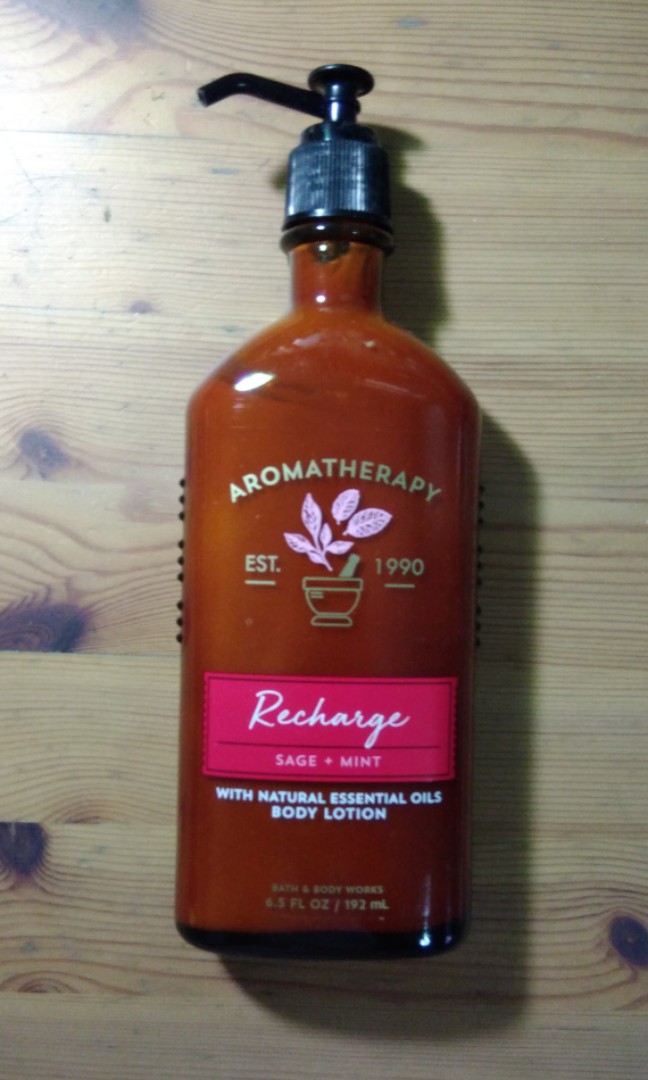 AROMATHERAPY
EST. 1990
Recharge
SAGE + MINT
WITH NATURAL ESSENTIAL OILS
BODY LOTION
BATH & BODY WORKS
6.5 FL OZ / 192 mL